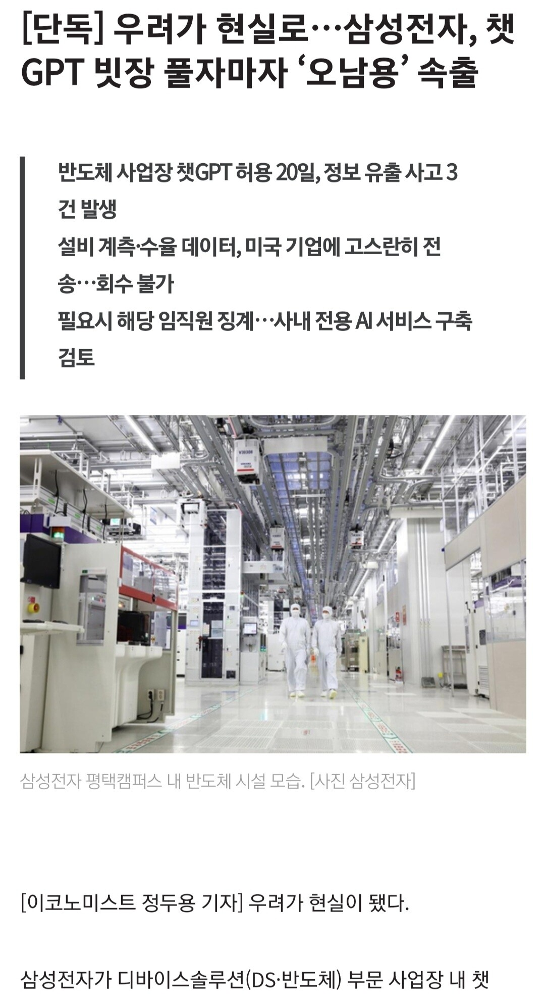 [단독] 우려가 현실로…삼성전자, 챗
GPT 빗장 풀자마자 ‘오남용’ 속출
반도체 사업장 챗GPT 허용 20일, 정보 유출 사고 3
건 발생
설비 계측·수율 데이터, 미국 기업에 고스란히 전
송…회수 불가
필요시 해당 임직원 징계…사내 전용 AI 서비스 구축
검토
삼성전자 평택캠퍼스 내 반도체 시설 모습. [사진 삼성전자]
[이코노미스트 정두용 기자] 우려가 현실이 됐다.
삼성전자가 디바이스솔루션(DS·반도체) 부문 사업장 내 챗